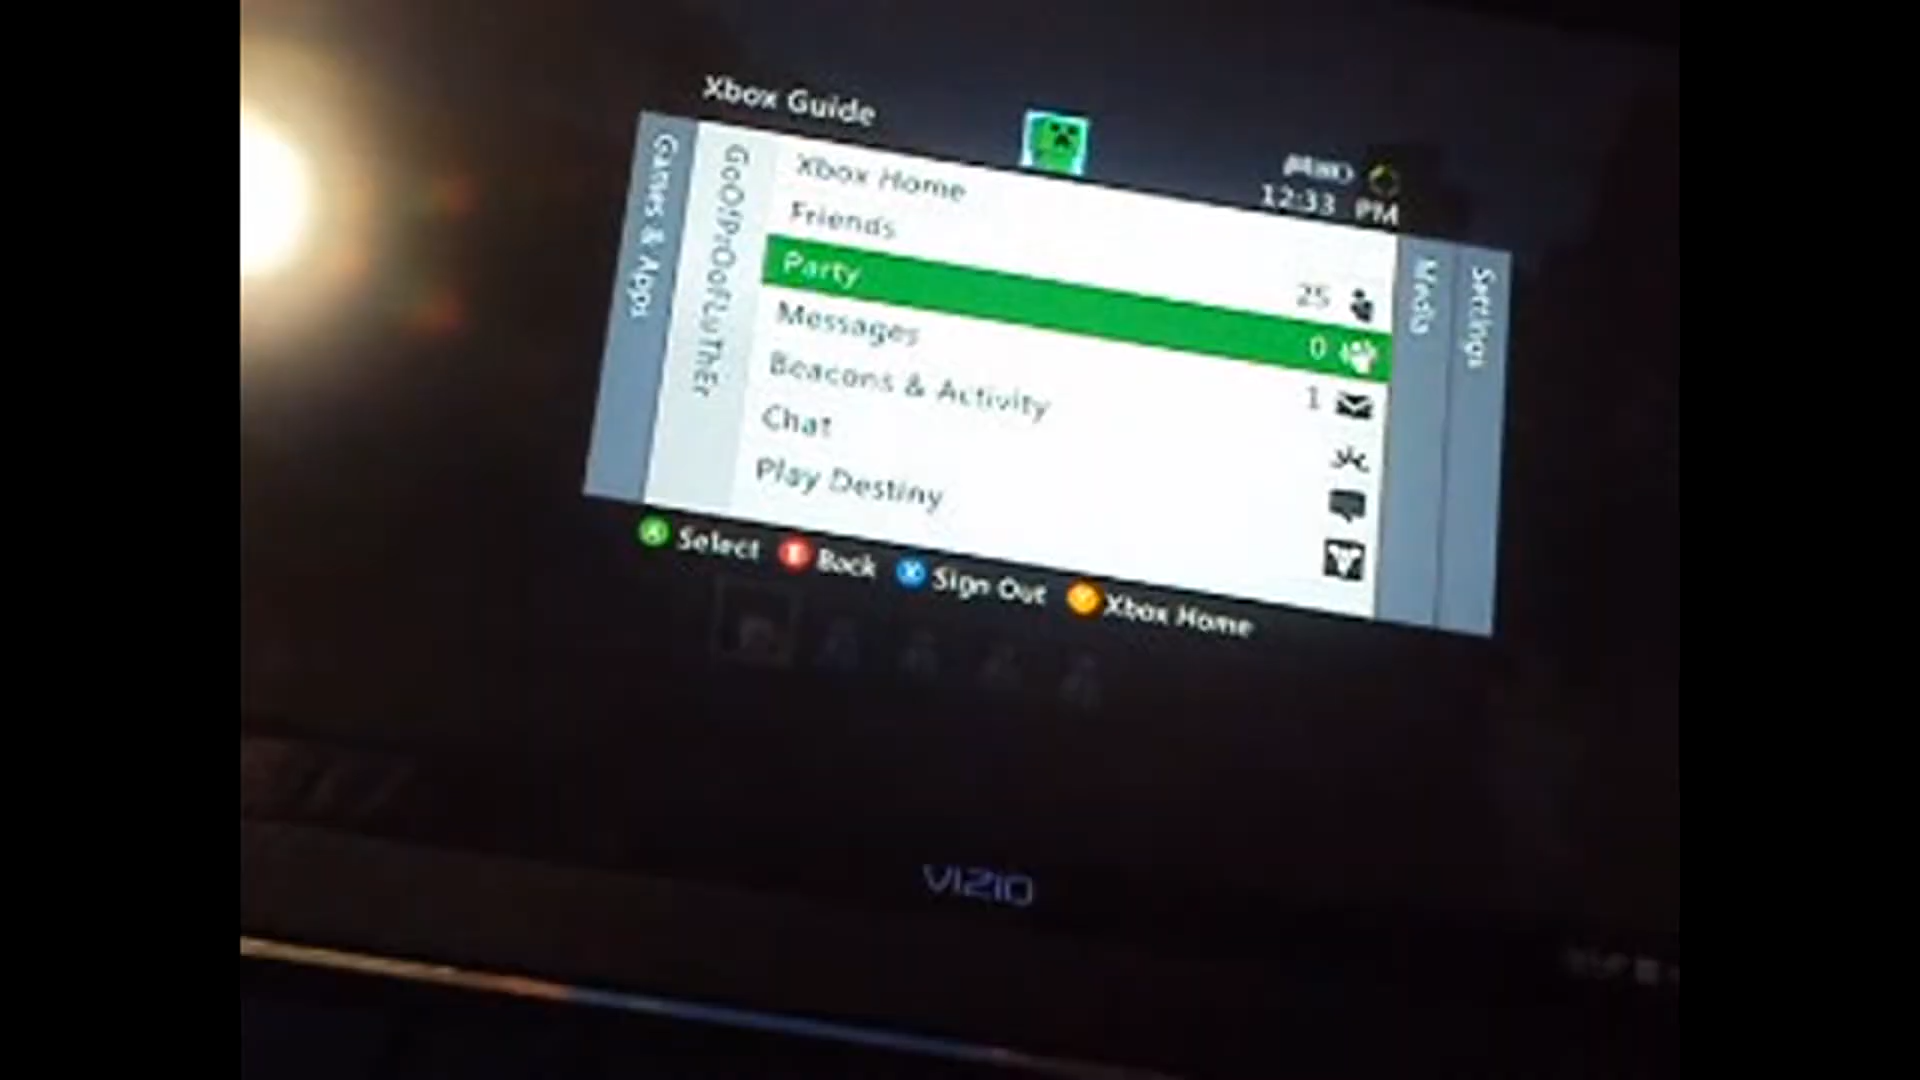 Xbox Guide
12:33 PM
Games & Apps
Xbox Home
Friends
25
Party
0
Messages
1
Beacons & Activity
Chat
Play Destiny
Media
Settings
Select
Back
Sign Out
Xbox Home
VIZIO